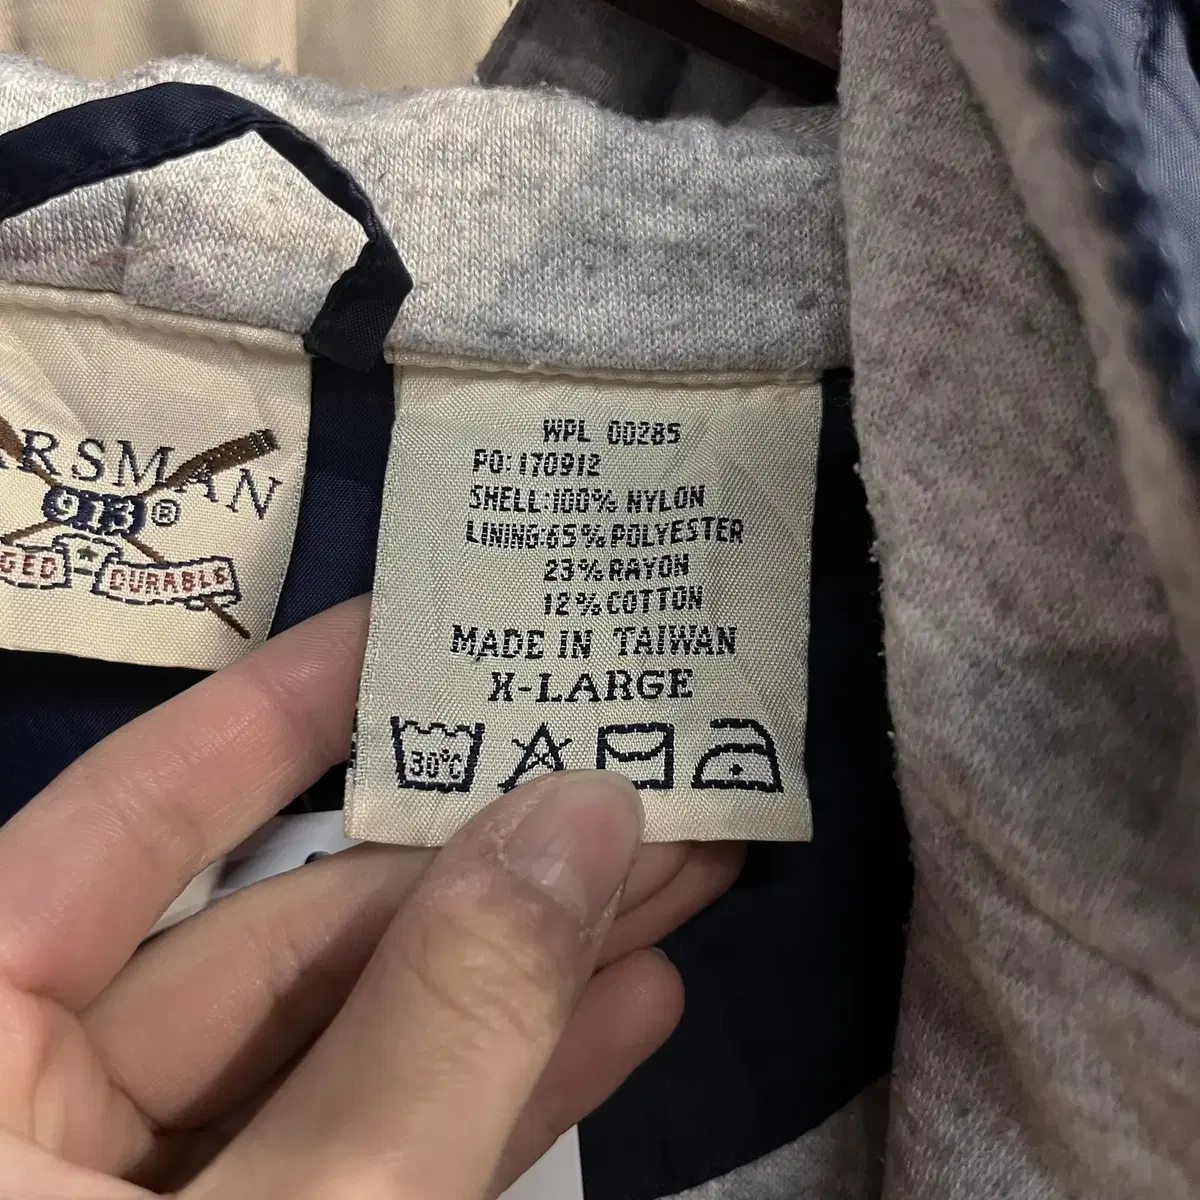 ARSMAN
913®
GED DURABLE
WPL 00285
PO:170912
SHELL:100% NYLON
LINING:65% POLYESTER
23% RAYON
12% COTTON
MADE IN TAIWAN
X-LARGE
30°C